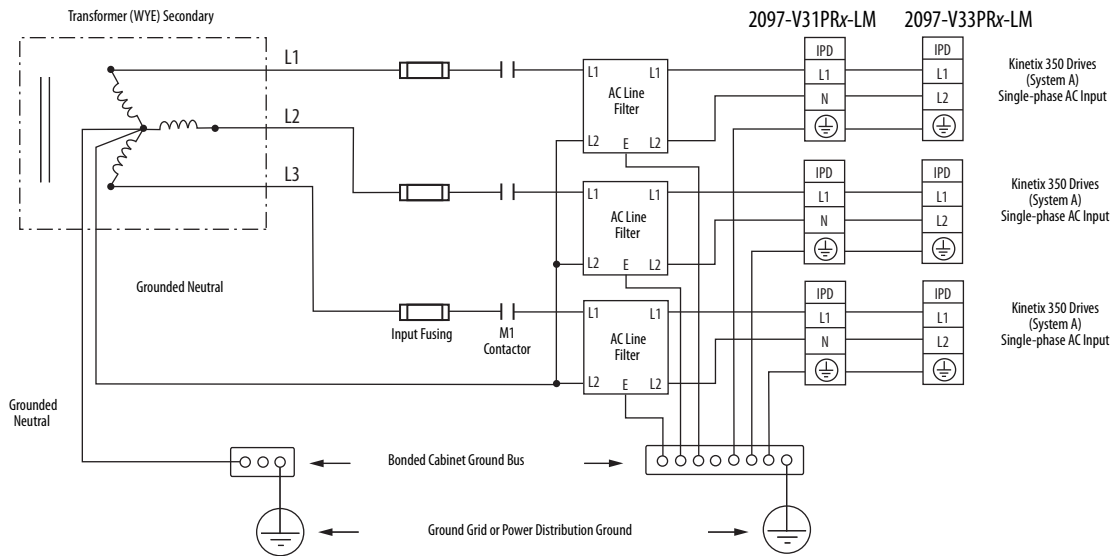 Transformer (WYE) Secondary
2097-V31PRx-LM
2097-V33PRx-LM
L1
L2
L3
L1
L1
AC Line
Filter
L2
E
L2
IPD
L1
N
IPD
L1
L2
Kinetix 350 Drives
(System A)
Single-phase AC Input
L1
L1
AC Line
Filter
L2
E
L2
IPD
L1
N
IPD
L1
L2
Kinetix 350 Drives
(System A)
Single-phase AC Input
Grounded Neutral
Input Fusing
M1
Contactor
L1
L1
AC Line
Filter
L2
E
L2
IPD
L1
N
IPD
L1
L2
Kinetix 350 Drives
(System A)
Single-phase AC Input
Grounded
Neutral
Bonded Cabinet Ground Bus
Ground Grid or Power Distribution Ground